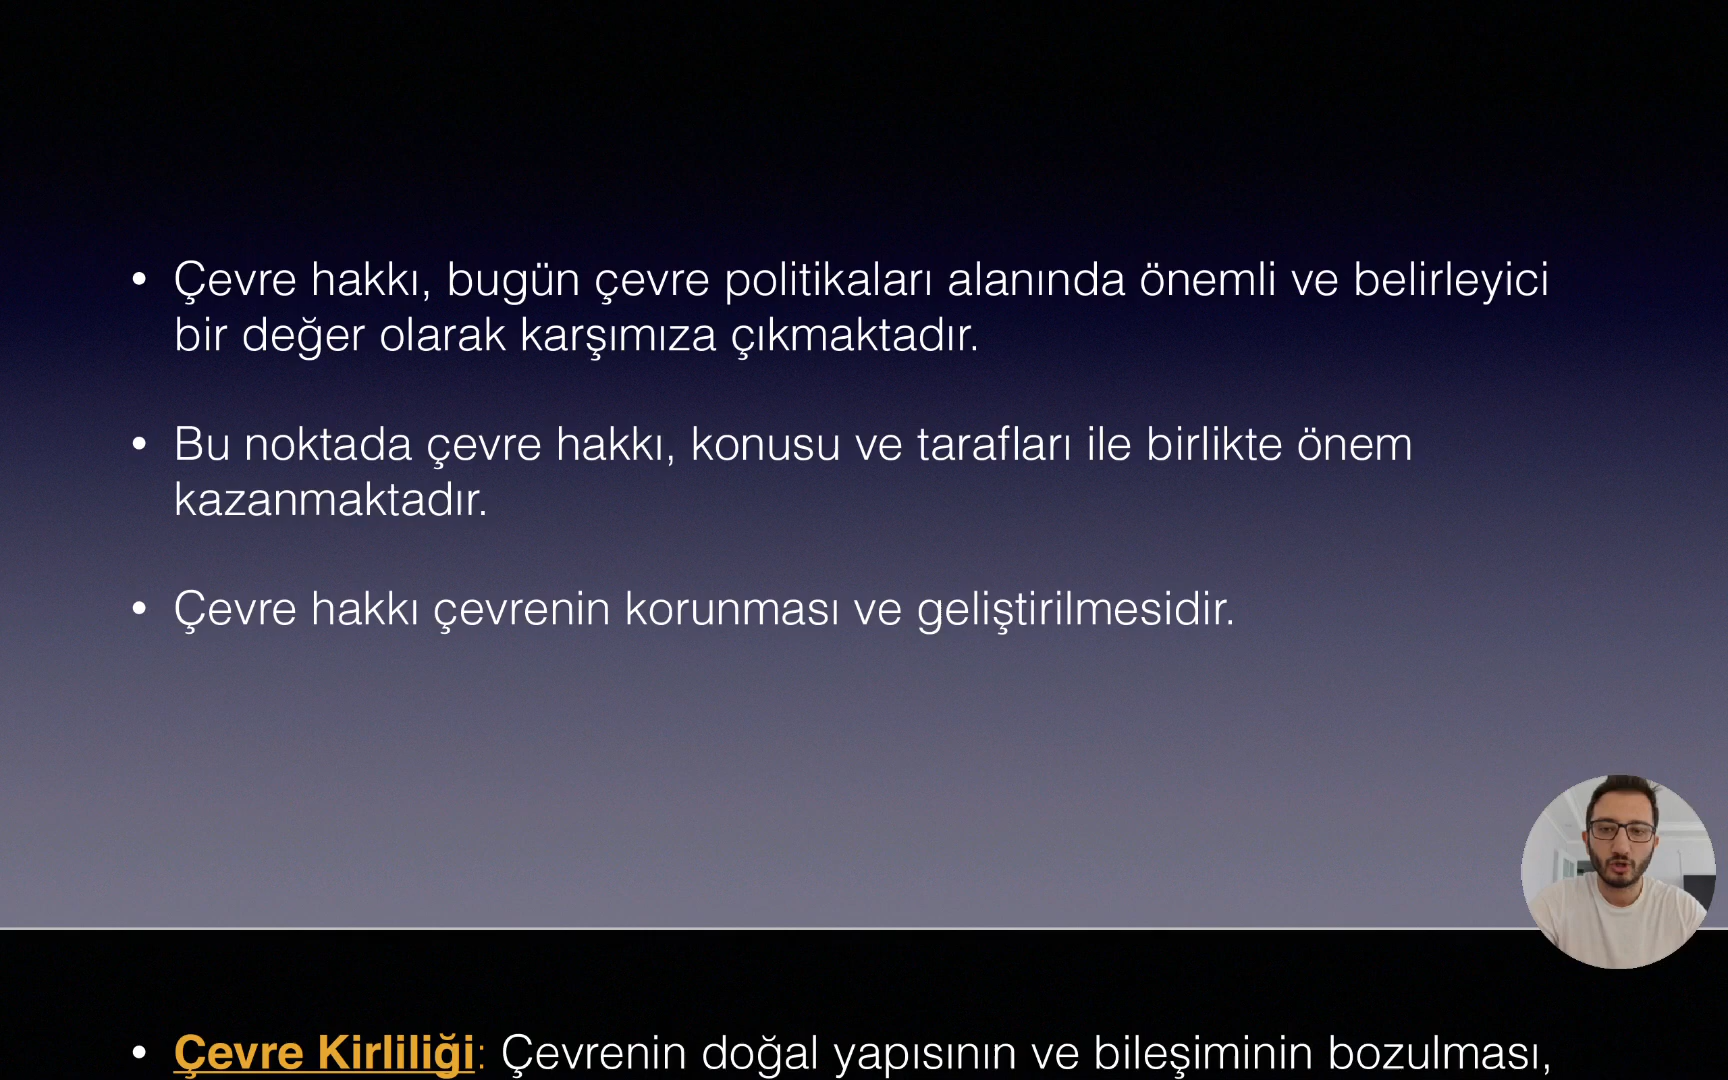 • Çevre hakkı, bugün çevre politikaları alanında önemli ve belirleyici
bir değer olarak karşımıza çıkmaktadır.
• Bu noktada çevre hakkı, konusu ve tarafları ile birlikte önem
kazanmaktadır.
• Çevre hakkı çevrenin korunması ve geliştirilmesidir.
• Çevre Kirliliği: Çevrenin doğal yapısının ve bileşiminin bozulması,